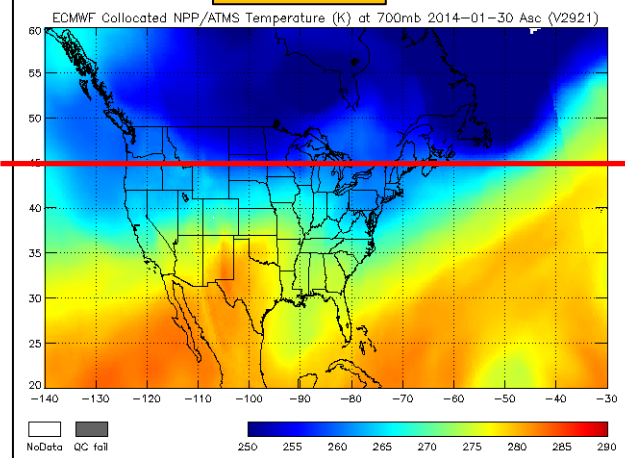 ECMWF Collocated NPP/ATMS Temperature (K) at 700mb 2014-01-30 Asc (V2921)
60
55
50
45
40
35
30
25
20
-140 -130 -120 -110 -100 -90 -80 -70 -60 -50 -40 -30
NoData QC fail
250 255 260 265 270 275 280 285 290